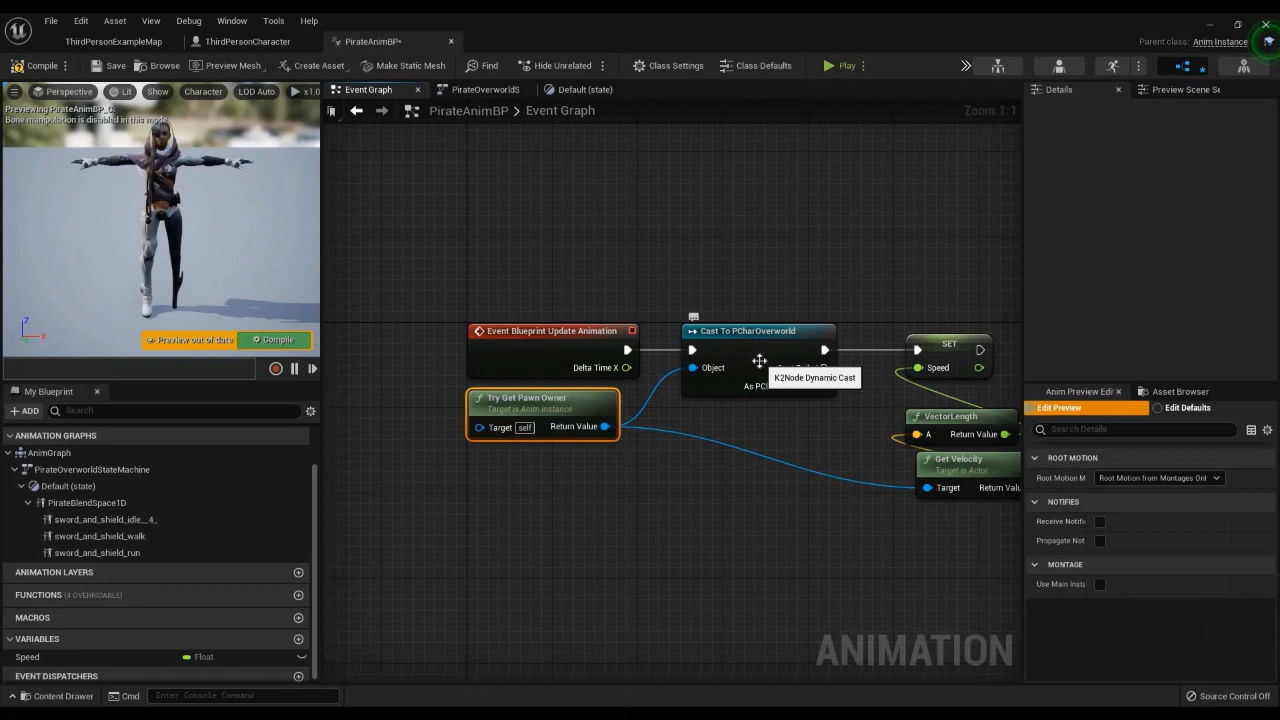 File Edit Asset View Debug Window Tools Help
ThirdPersonExampleMap ThirdPersonCharacter PirateAnimBP* Parent class: Anim Instance
Compile Save Browse Preview Mesh Create Asset Make Static Mesh Find Hide Unrelated Class Settings Class Defaults Play
Perspective Lit Show Character LOD Auto x1.0
Previewing PirateAnimBP_C.
Bone manipulation is disabled in this mode.
Z
X
Preview out of date Compile
Event Graph PirateOverworldS Default (state)
PirateAnimBP > Event Graph Zoom 1:1
Event Blueprint Update Animation
Delta Time X
Try Get Pawn Owner
Target is Anim Instance
Target self Return Value
Cast To PCharOverworld
Object
As PC
K2Node Dynamic Cast
SET
Speed
VectorLength
A Return Value
Get Velocity
Target is Actor
Target Return Valu
ANIMATION
My Blueprint
ADD Search
ANIMATION GRAPHS
AnimGraph
PirateOverworldStateMachine
Default (state)
PirateBlendSpace1D
sword_and_shield_idle__4_
sword_and_shield_walk
sword_and_shield_run
ANIMATION LAYERS
FUNCTIONS (4 OVERRIDABLE)
MACROS
VARIABLES
Speed Float
EVENT DISPATCHERS
Details Preview Scene Se
Anim Preview Edit Asset Browser
Edit Preview Edit Defaults
Search Details
ROOT MOTION
Root Motion M Root Motion from Montages Onl
NOTIFIES
Receive Notifi
Propagate Not
MONTAGE
Use Main Insta
Content Drawer Cmd Enter Console Command Source Control Off